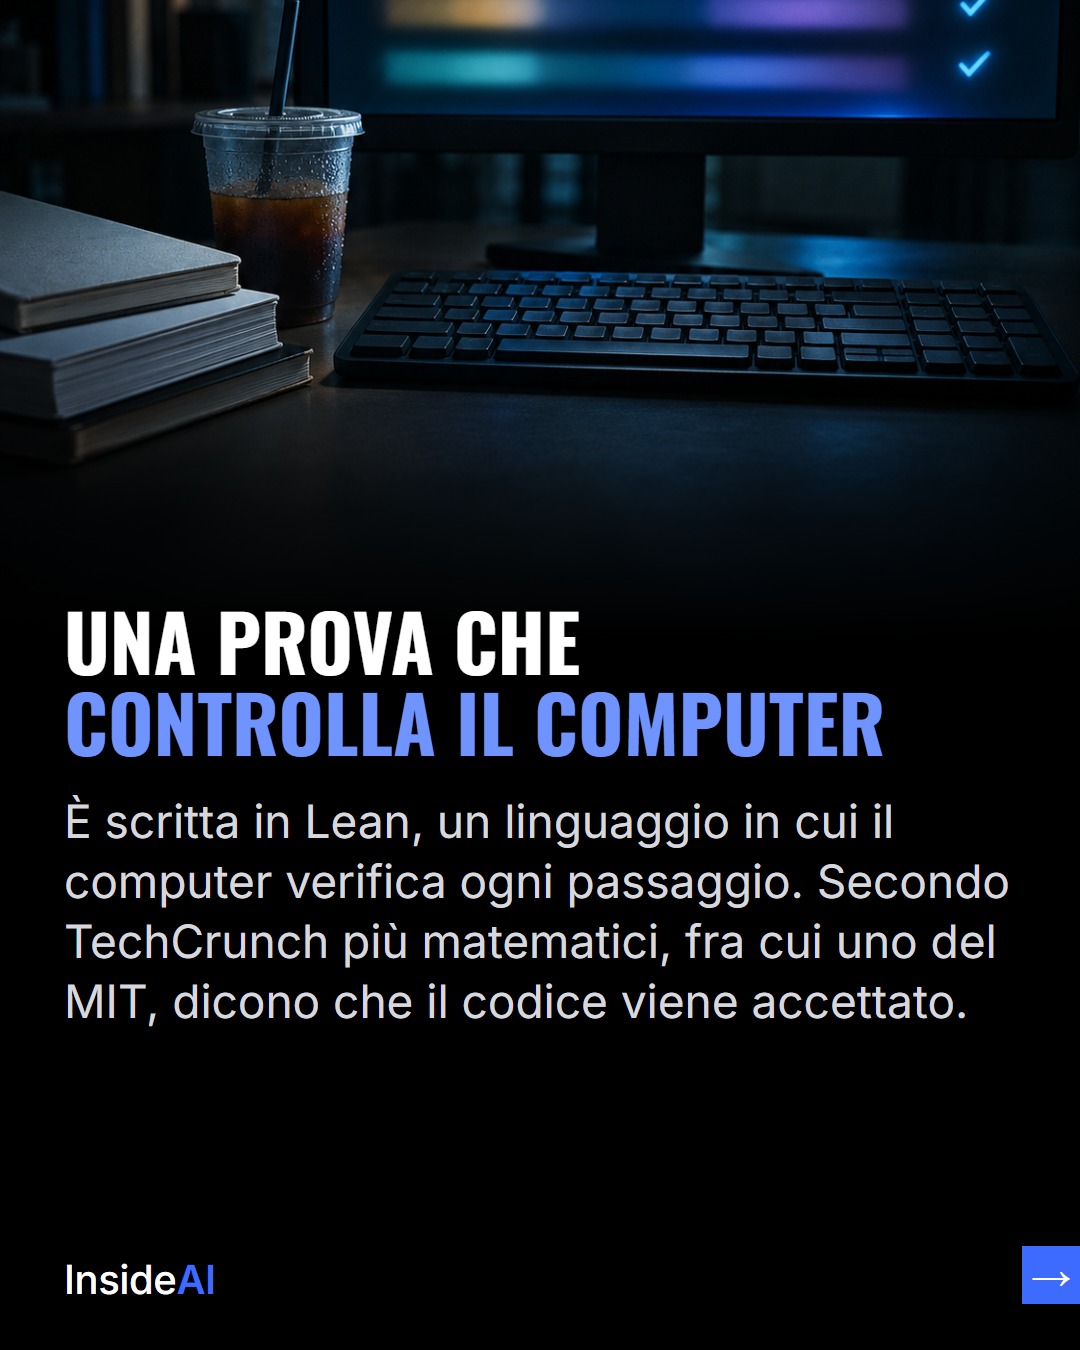 UNA PROVA CHE
CONTROLLA IL COMPUTER
È scritta in Lean, un linguaggio in cui il
computer verifica ogni passaggio. Secondo
TechCrunch più matematici, fra cui uno del
MIT, dicono che il codice viene accettato.
InsideAI
→